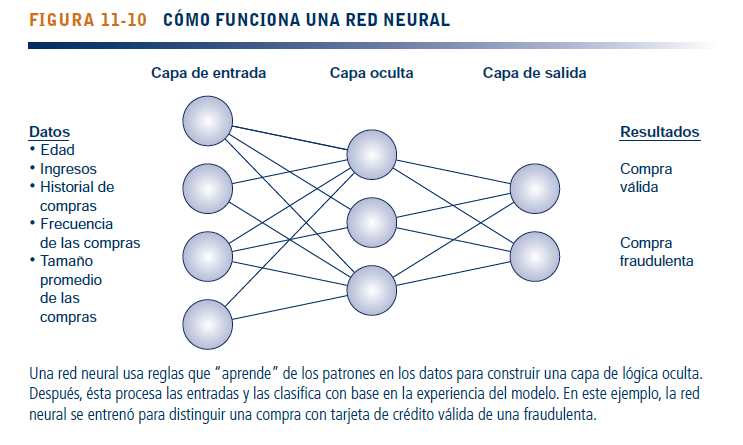 FIGURA 11-10 CÓMO FUNCIONA UNA RED NEURAL
Capa de entrada Capa oculta Capa de salida
Datos
• Edad
• Ingresos
• Historial de
compras
• Frecuencia
de las compras
• Tamaño
promedio
de las
compras
Resultados
Compra
válida
Compra
fraudulenta
Una red neural usa reglas que “aprende” de los patrones en los datos para construir una capa de lógica oculta.
Después, ésta procesa las entradas y las clasifica con base en la experiencia del modelo. En este ejemplo, la red
neural se entrenó para distinguir una compra con tarjeta de crédito válida de una fraudulenta.